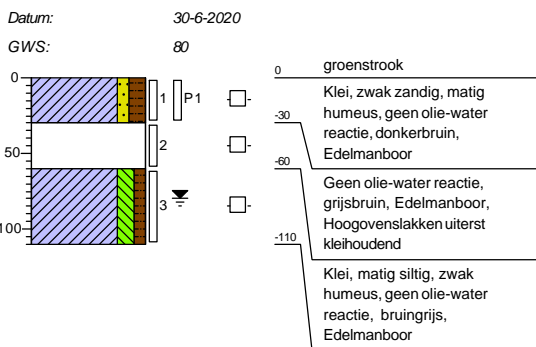 Datum: 30-6-2020
GWS: 80
0
50
100
1
P1
2
3
0
groenstrook
-30
Klei, zwak zandig, matig
humeus, geen olie-water
reactie, donkerbruin,
Edelmanboor
-60
Geen olie-water reactie,
grijsbruin, Edelmanboor,
Hoogovenslakken uiterst
kleihoudend
-110
Klei, matig siltig, zwak
humeus, geen olie-water
reactie, bruingrijs,
Edelmanboor